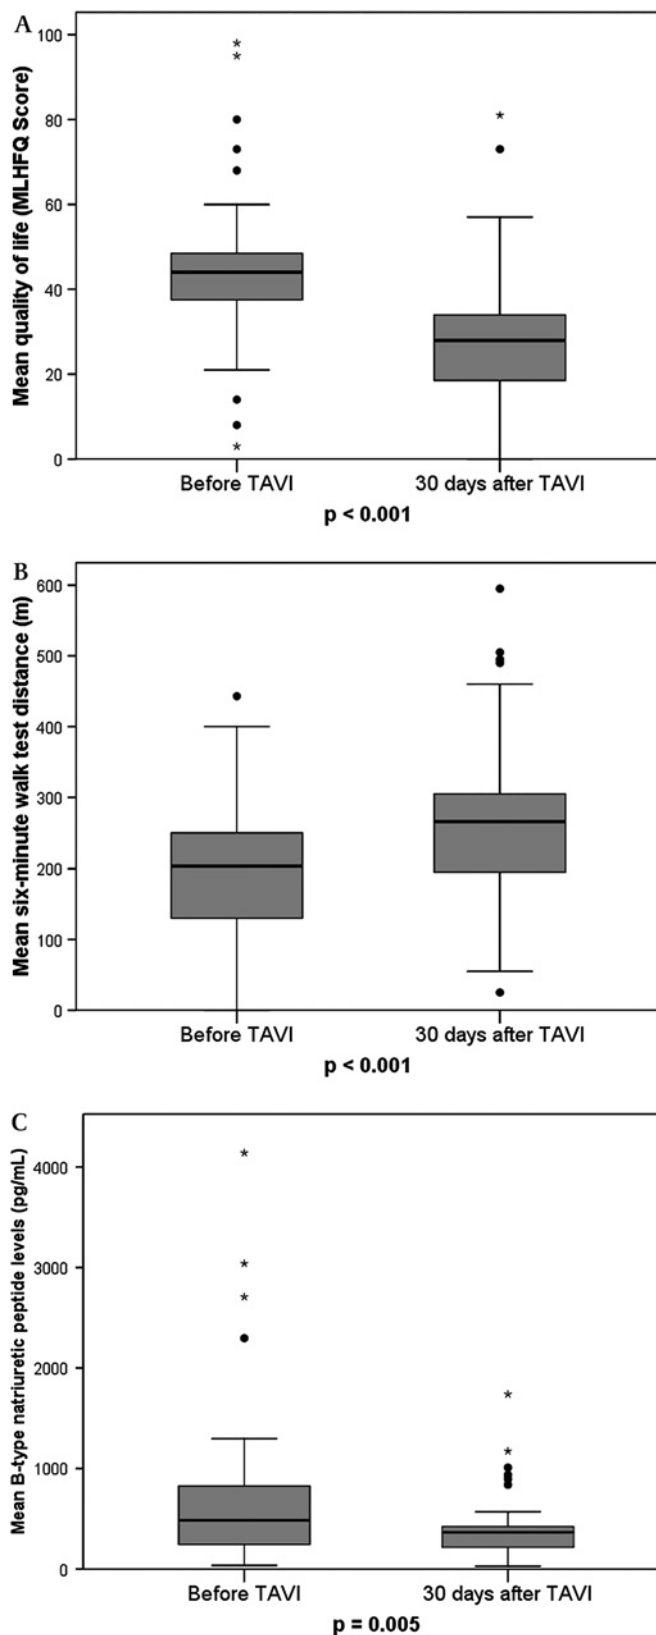 A
Mean quality of life (MLHFQ Score)
100
80
60
40
20
0
Before TAVI
30 days after TAVI
p < 0.001
B
Mean six-minute walk test distance (m)
600
500
400
300
200
100
0
Before TAVI
30 days after TAVI
p < 0.001
C
Mean B-type natriuretic peptide levels (pg/mL)
4000
3000
2000
1000
0
Before TAVI
30 days after TAVI
p = 0.005